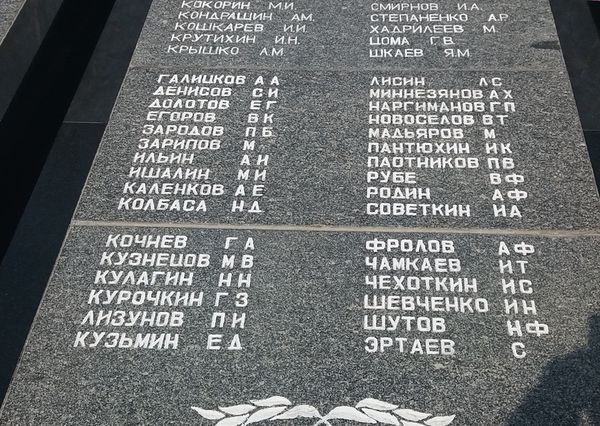 КОКОРИН М.И.
КОНДРАШИН А.М.
КОШКАРЕВ И.И.
КРУТИХИН И.Н.
КРЫШКО А.М.
СМИРНОВ И.А.
СТЕПАНЕНКО А.Р.
ХАДРИЛЕЕВ М.
ЦОМА Г.В.
ШКАЕВ Я.М.
ГАЛИЦКОВ А А
ДЕНИСОВ С И
ДОЛОТОВ Е Г
ЕГОРОВ В К
ЗАРОДОВ П Б
ЗАРИПОВ М
ИЛЬИН А И
ИШАЛИН М И
КАЛЕНКОВ А Е
КОЛБАСА Н Д
ЛИСИН Л С
МИННЕЗЯНОВ А Х
НАРГИМАНОВ Г П
НОВОСЕЛОВ В Т
МАДЬЯРОВ М
ПАНТЮХИН И К
ПАОТНИКОВ П В
РУБЕ В Ф
РОДИН А Ф
СОВЕТКИН И А
КОЧНЕВ Г А
КУЗНЕЦОВ М В
КУЛАГИН Н Н
КУРОЧКИН Г З
ЛИЗУНОВ П И
КУЗЬМИН Е Д
ФРОЛОВ А Ф
ЧАМКАЕВ И Т
ЧЕХОТКИН И С
ШЕВЧЕНКО И Н
ШУТОВ Н Ф
ЭРТАЕВ С